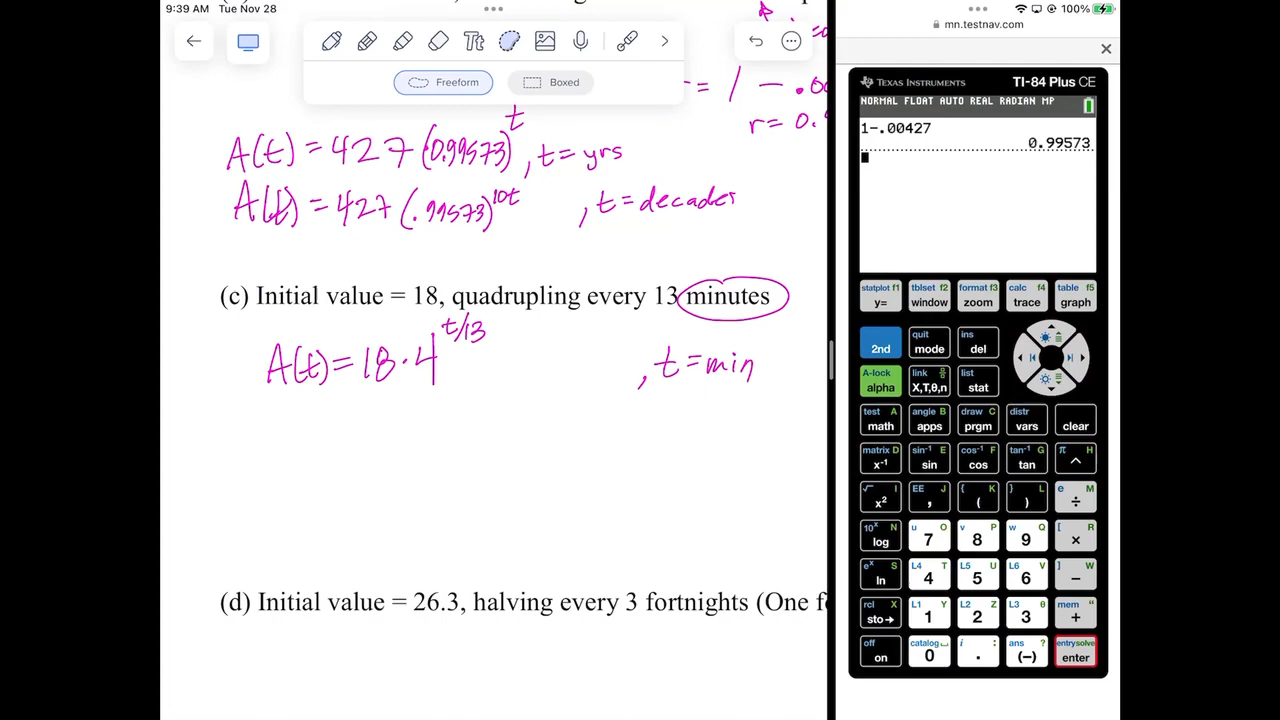 9:39 AM Tue Nov 28
100%
mn.testnav.com
Tt
Freeform
Boxed
= 1 - .00
r = 0.9
A(t) = 427 (0.99573)^t , t = yrs
A(t) = 427 (.99573)^10t , t = decades
(c) Initial value = 18, quadrupling every 13 minutes
A(t) = 18 · 4^t/13 , t = min
(d) Initial value = 26.3, halving every 3 fortnights (One fo
TEXAS INSTRUMENTS TI-84 Plus CE
NORMAL FLOAT AUTO REAL RADIAN MP
1-.00427
0.99573
statplot f1 tblset f2 format f3 calc f4 table f5
y= window zoom trace graph
quit ins
2nd mode del
A-lock link list
alpha X,T,θ,n stat
test A angle B draw C distr
math apps prgm vars clear
matrix D sin⁻¹ E cos⁻¹ F tan⁻¹ G π H
x⁻¹ sin cos tan ^
√ I EE J { K } L e M
x² , ( ) ÷
10ˣ N u O v P w Q [ R
log 7 8 9 ×
eˣ S L4 T L5 U L6 V ] W
ln 4 5 6 −
rcl X L1 Y L2 Z L3 θ mem "
sto→ 1 2 3 +
off catalog i : ans ? entry solve
on 0 . (−) enter